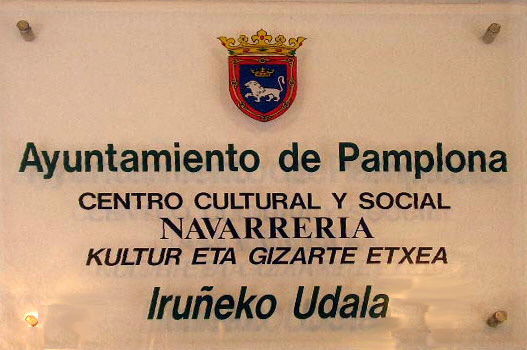 Ayuntamiento de Pamplona
CENTRO CULTURAL Y SOCIAL
NAVARRERIA
KULTUR ETA GIZARTE ETXEA
Iruñeko Udala